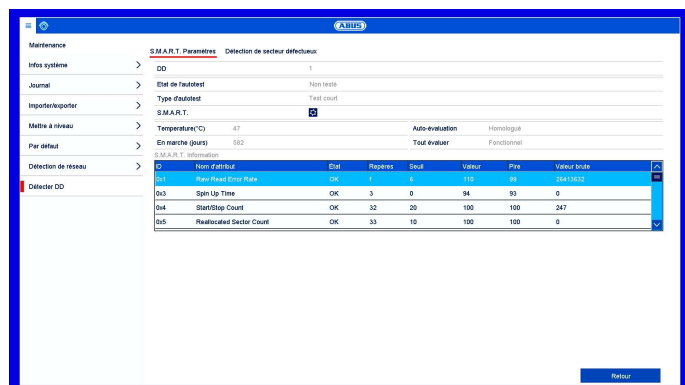 ABUS
Maintenance
S.M.A.R.T. Paramètres Détection de secteur défectueux
Infos système
DD 1
Journal
Etat de l'autotest Non testé
Type d'autotest Test court
Importer/exporter
S.M.A.R.T.
Mettre à niveau
Temperature(°C) 47 Auto-évaluation Homologué
Par défaut
En marche (jours) 582 Tout évaluer Fonctionnel
S.M.A.R.T. Information
Détection de réseau
ID Nom d'attribut État Repères Seuil Valeur Pire Valeur brute
0x1 Raw Read Error Rate OK f 6 110 99 26413632
Détecter DD
0x3 Spin Up Time OK 3 0 94 93 0
0x4 Start/Stop Count OK 32 20 100 100 247
0x5 Reallocated Sector Count OK 33 10 100 100 0
Retour